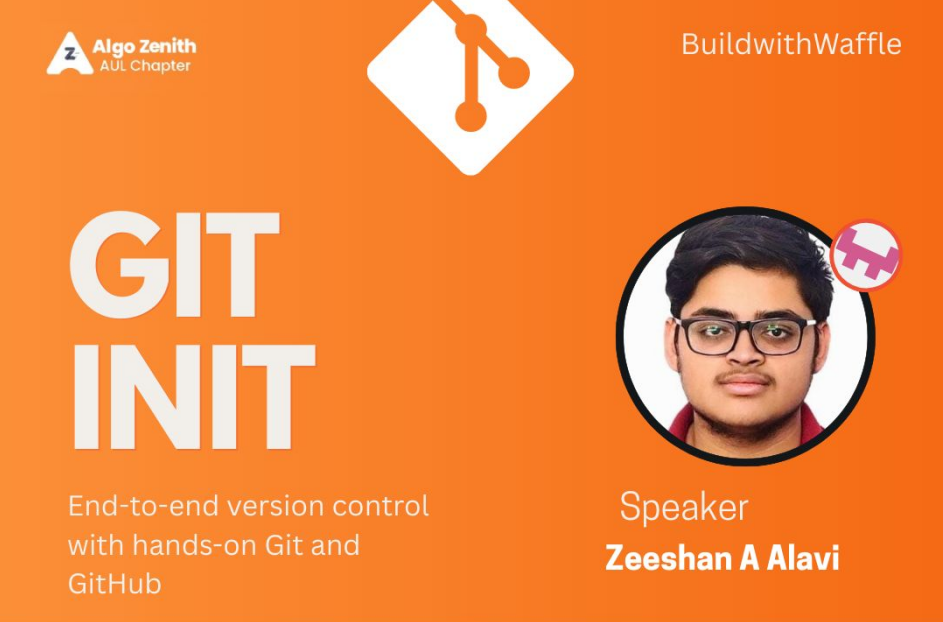 Algo Zenith
AUL Chapter
BuildwithWaffle
GIT
INIT
End-to-end version control
with hands-on Git and
GitHub
Speaker
Zeeshan A Alavi